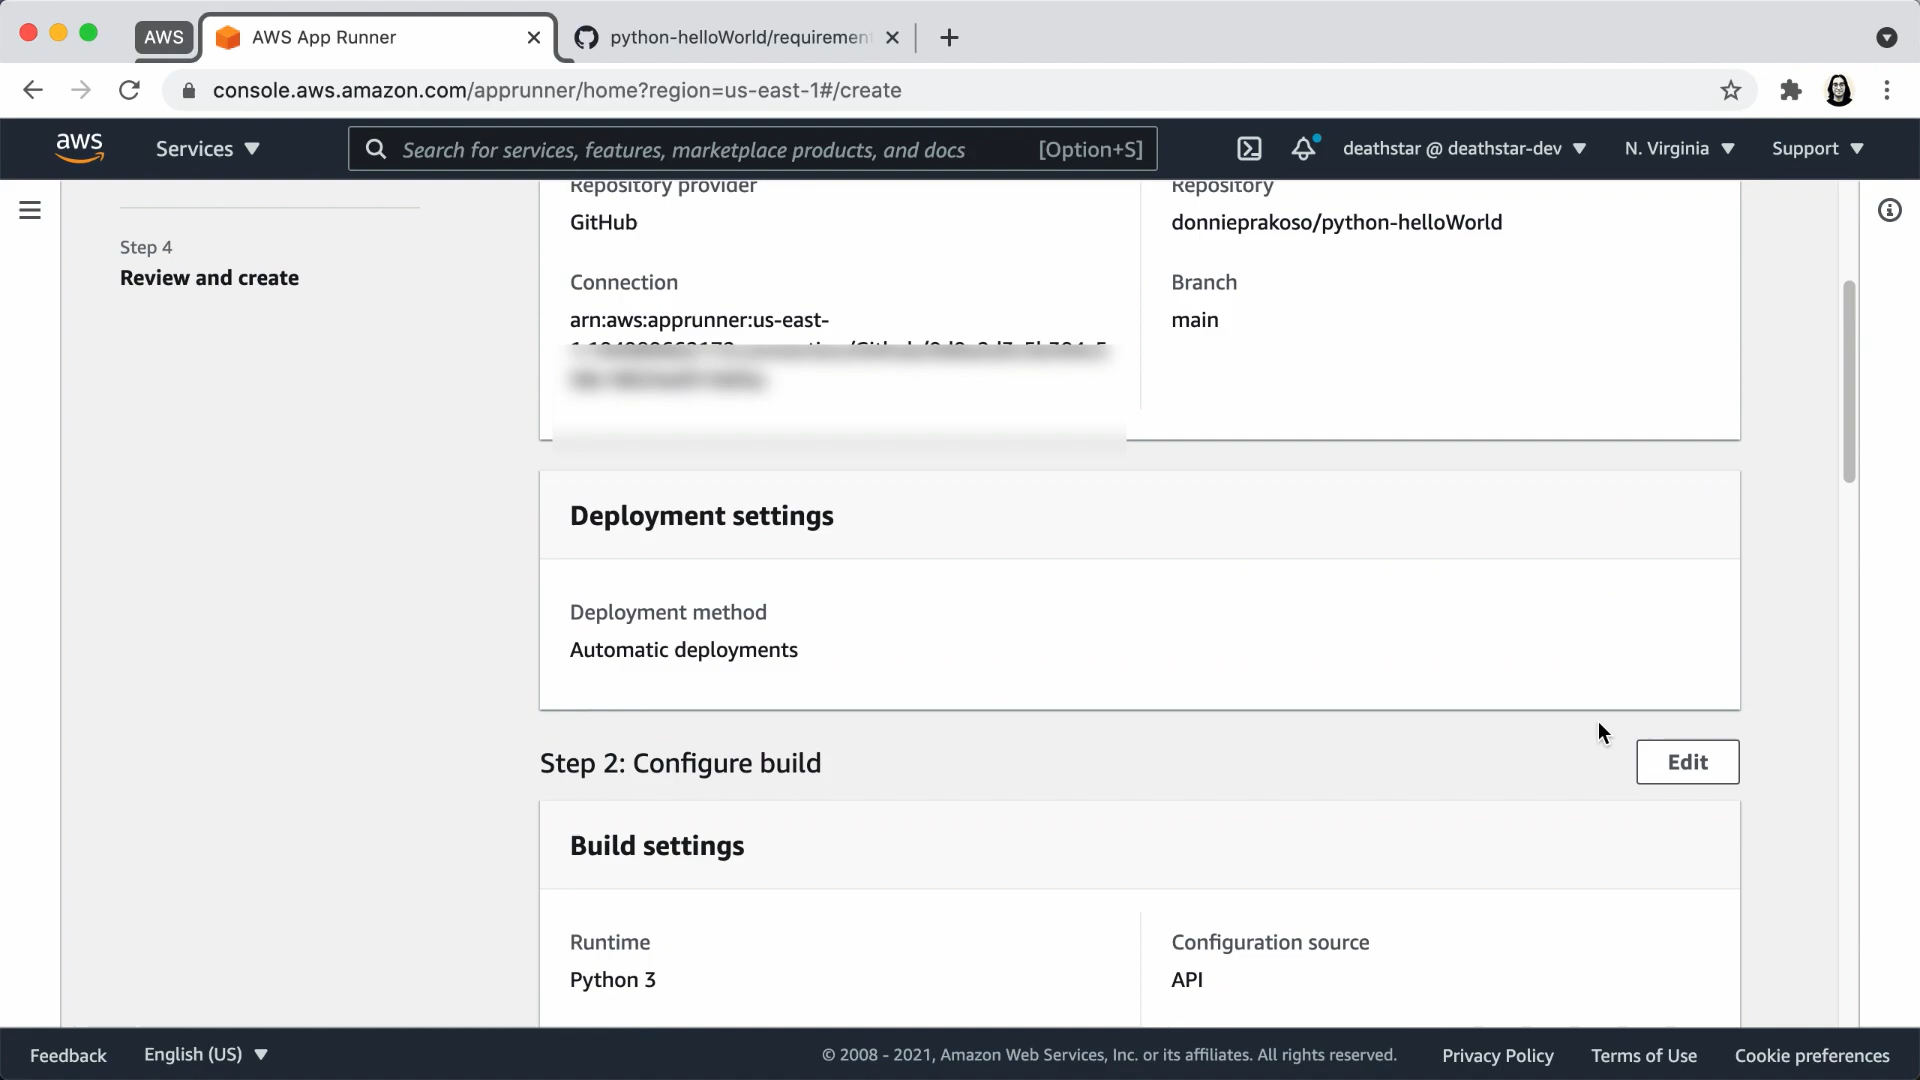 AWS
AWS App Runner
python-helloWorld/requiremen
console.aws.amazon.com/apprunner/home?region=us-east-1#/create
aws
Services
Search for services, features, marketplace products, and docs
[Option+S]
deathstar @ deathstar-dev
N. Virginia
Support
Step 4
Review and create
Repository provider
GitHub
Repository
donnieprakoso/python-helloWorld
Connection
arn:aws:apprunner:us-east-
Branch
main
Deployment settings
Deployment method
Automatic deployments
Step 2: Configure build
Edit
Build settings
Runtime
Python 3
Configuration source
API
Feedback
English (US)
© 2008 - 2021, Amazon Web Services, Inc. or its affiliates. All rights reserved.
Privacy Policy
Terms of Use
Cookie preferences